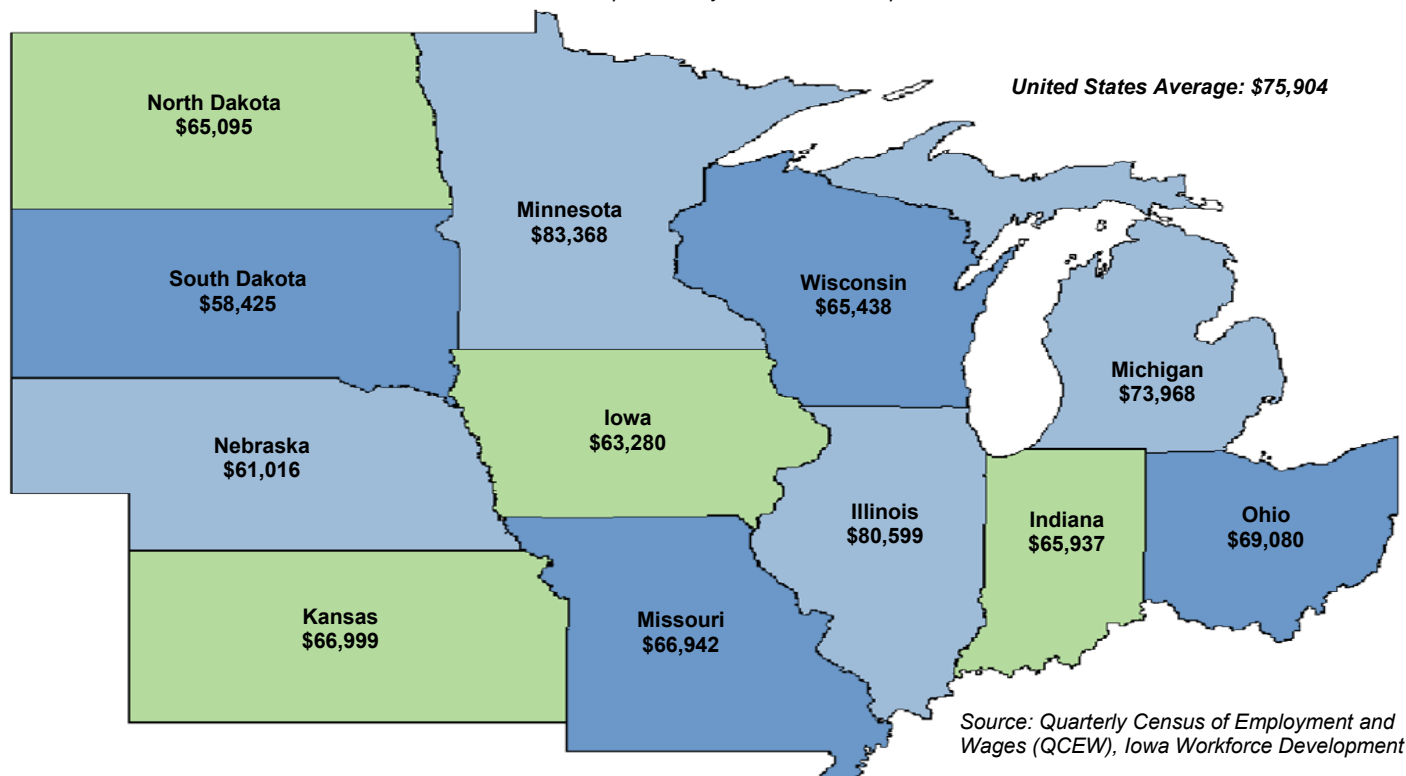 United States Average: $75,904
North Dakota
$65,095
Minnesota
$83,368
South Dakota
$58,425
Wisconsin
$65,438
Michigan
$73,968
Iowa
$63,280
Nebraska
$61,016
Illinois
$80,599
Indiana
$65,937
Ohio
$69,080
Kansas
$66,999
Missouri
$66,942
Source: Quarterly Census of Employment and
Wages (QCEW), Iowa Workforce Development